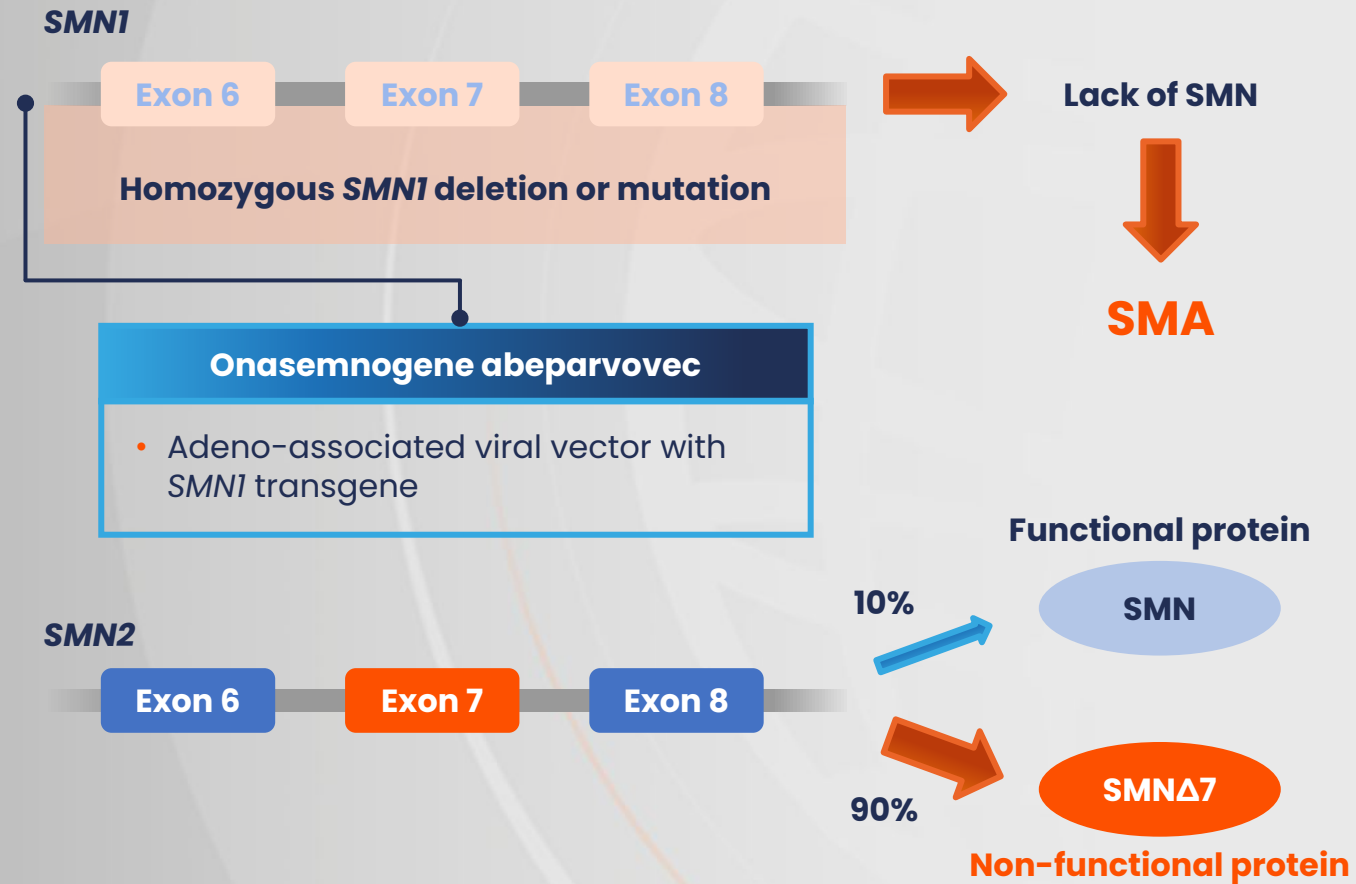 SMN1
Exon 6
Exon 7
Exon 8
Lack of SMN
Homozygous SMN1 deletion or mutation
SMA
Onasemnogene abeparvovec
• Adeno-associated viral vector with
SMN1 transgene
Functional protein
10%
SMN
SMN2
Exon 6
Exon 7
Exon 8
90%
SMNΔ7
Non-functional protein